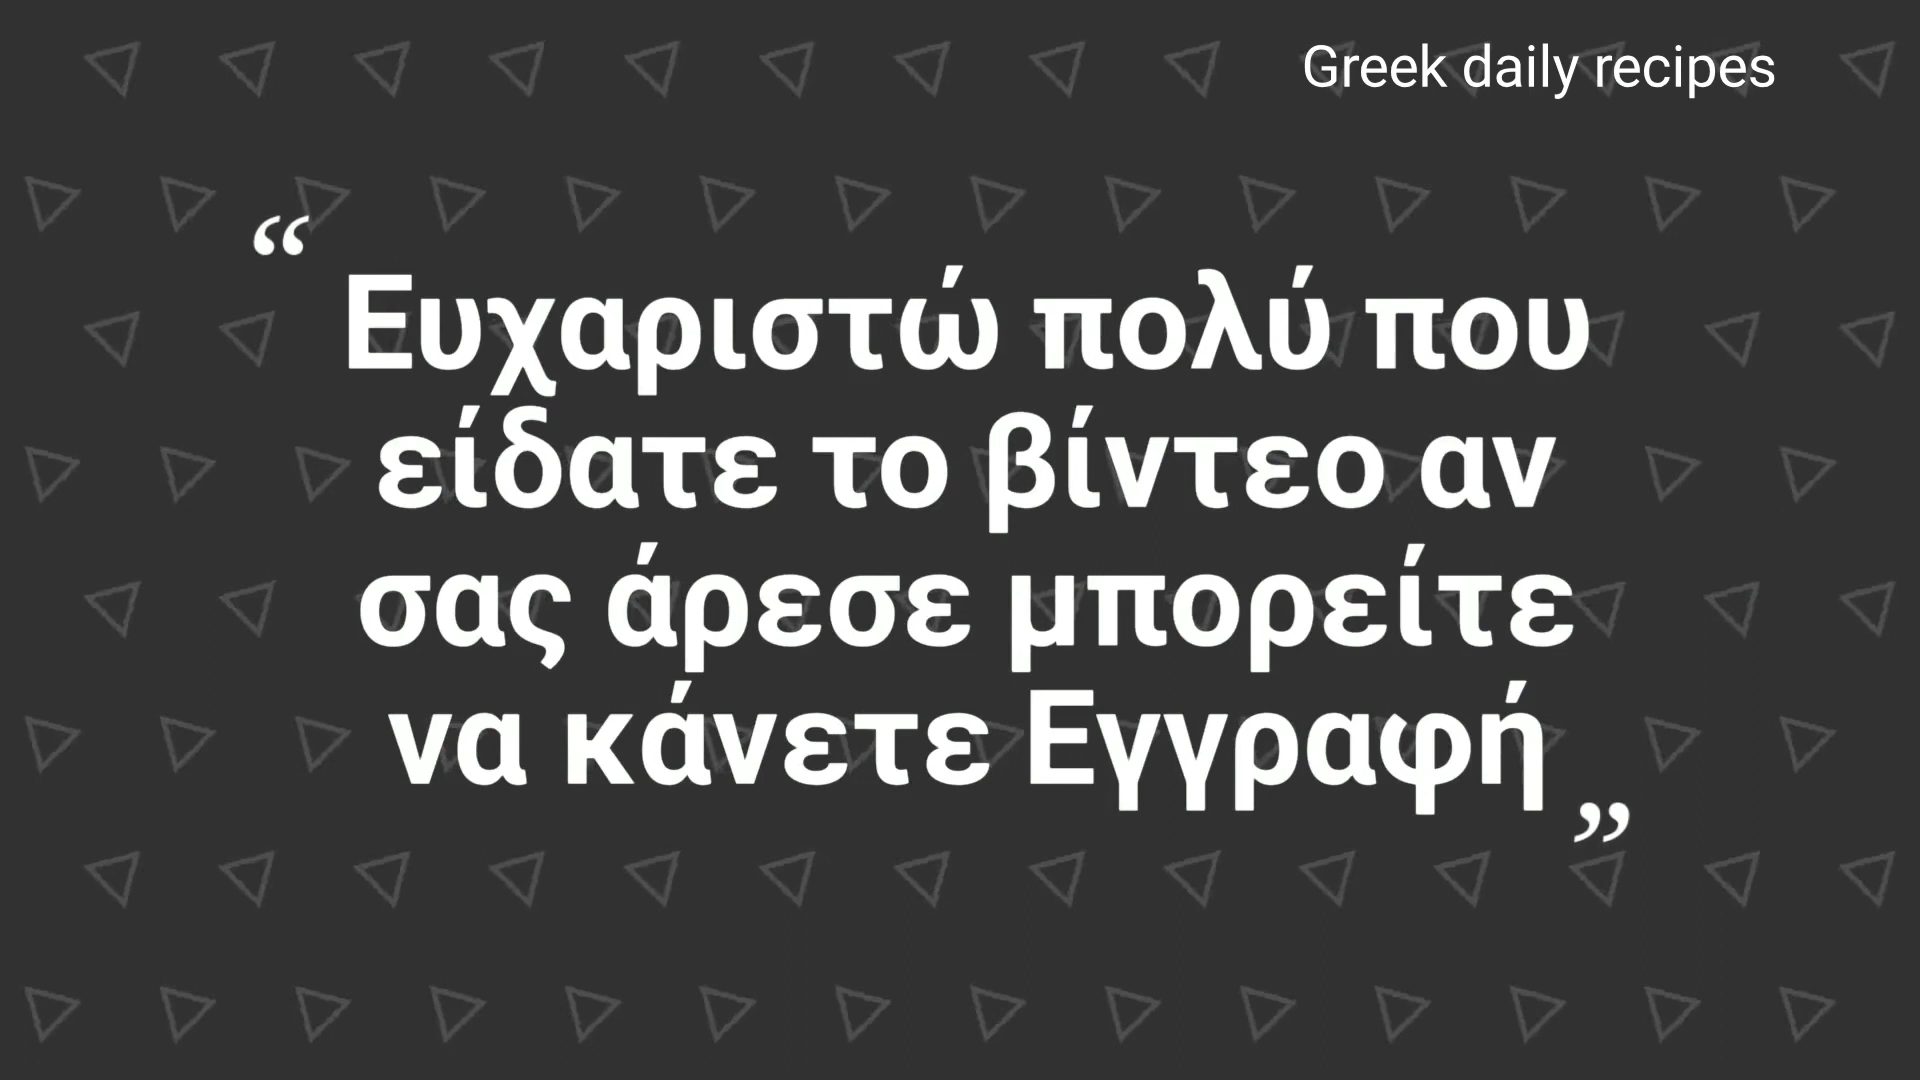 Greek daily recipes
“
Ευχαριστώ πολύ που
είδατε το βίντεο αν
σας άρεσε μπορείτε
να κάνετε Εγγραφή
”